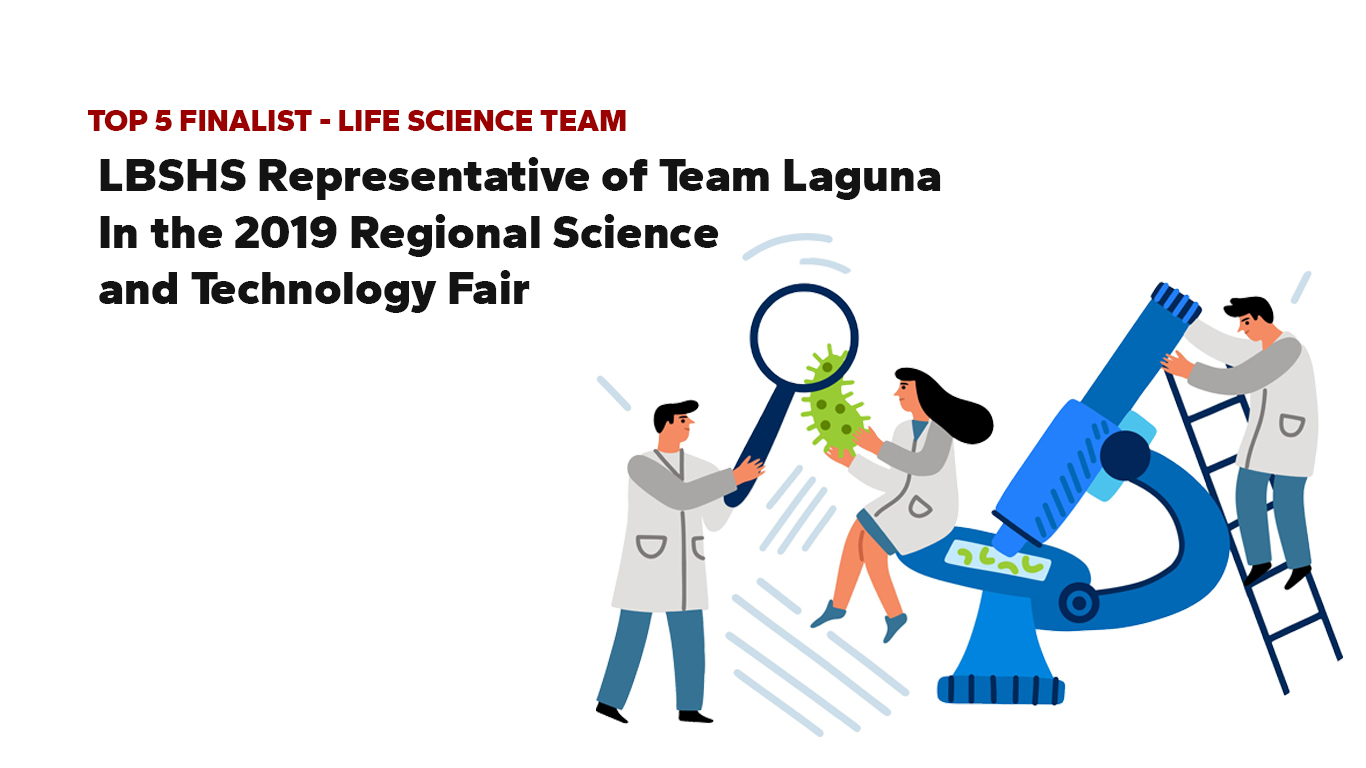 TOP 5 FINALIST - LIFE SCIENCE TEAM
LBSHS Representative of Team Laguna
In the 2019 Regional Science
and Technology Fair